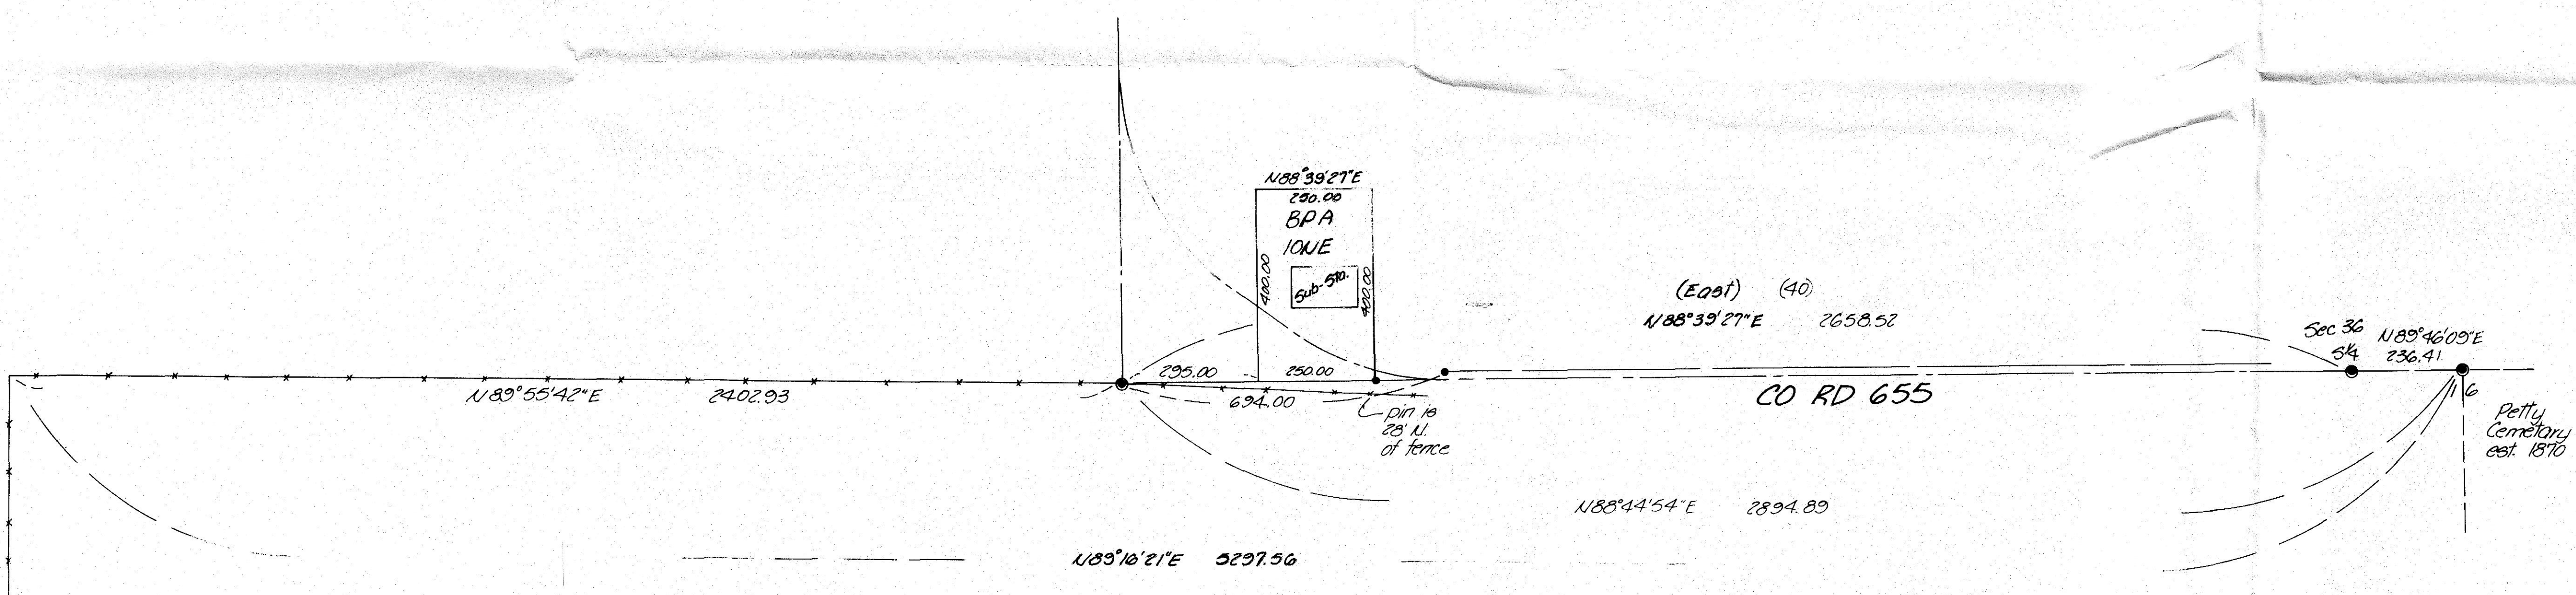 N88°39'27"E
250.00
BPA
IONE
400.00
Sub-Sta.
400.00
(East) (40)
N88°39'27"E 2658.52
Sec 36
S¼
N89°46'09"E
236.41
295.00
250.00
N89°55'42"E 2402.93
694.00
CO RD 655
pin is
28' N.
of fence
1 6
Petty
Cemetary
est. 1870
N88°44'54"E 2894.89
N89°16'21"E 5297.56